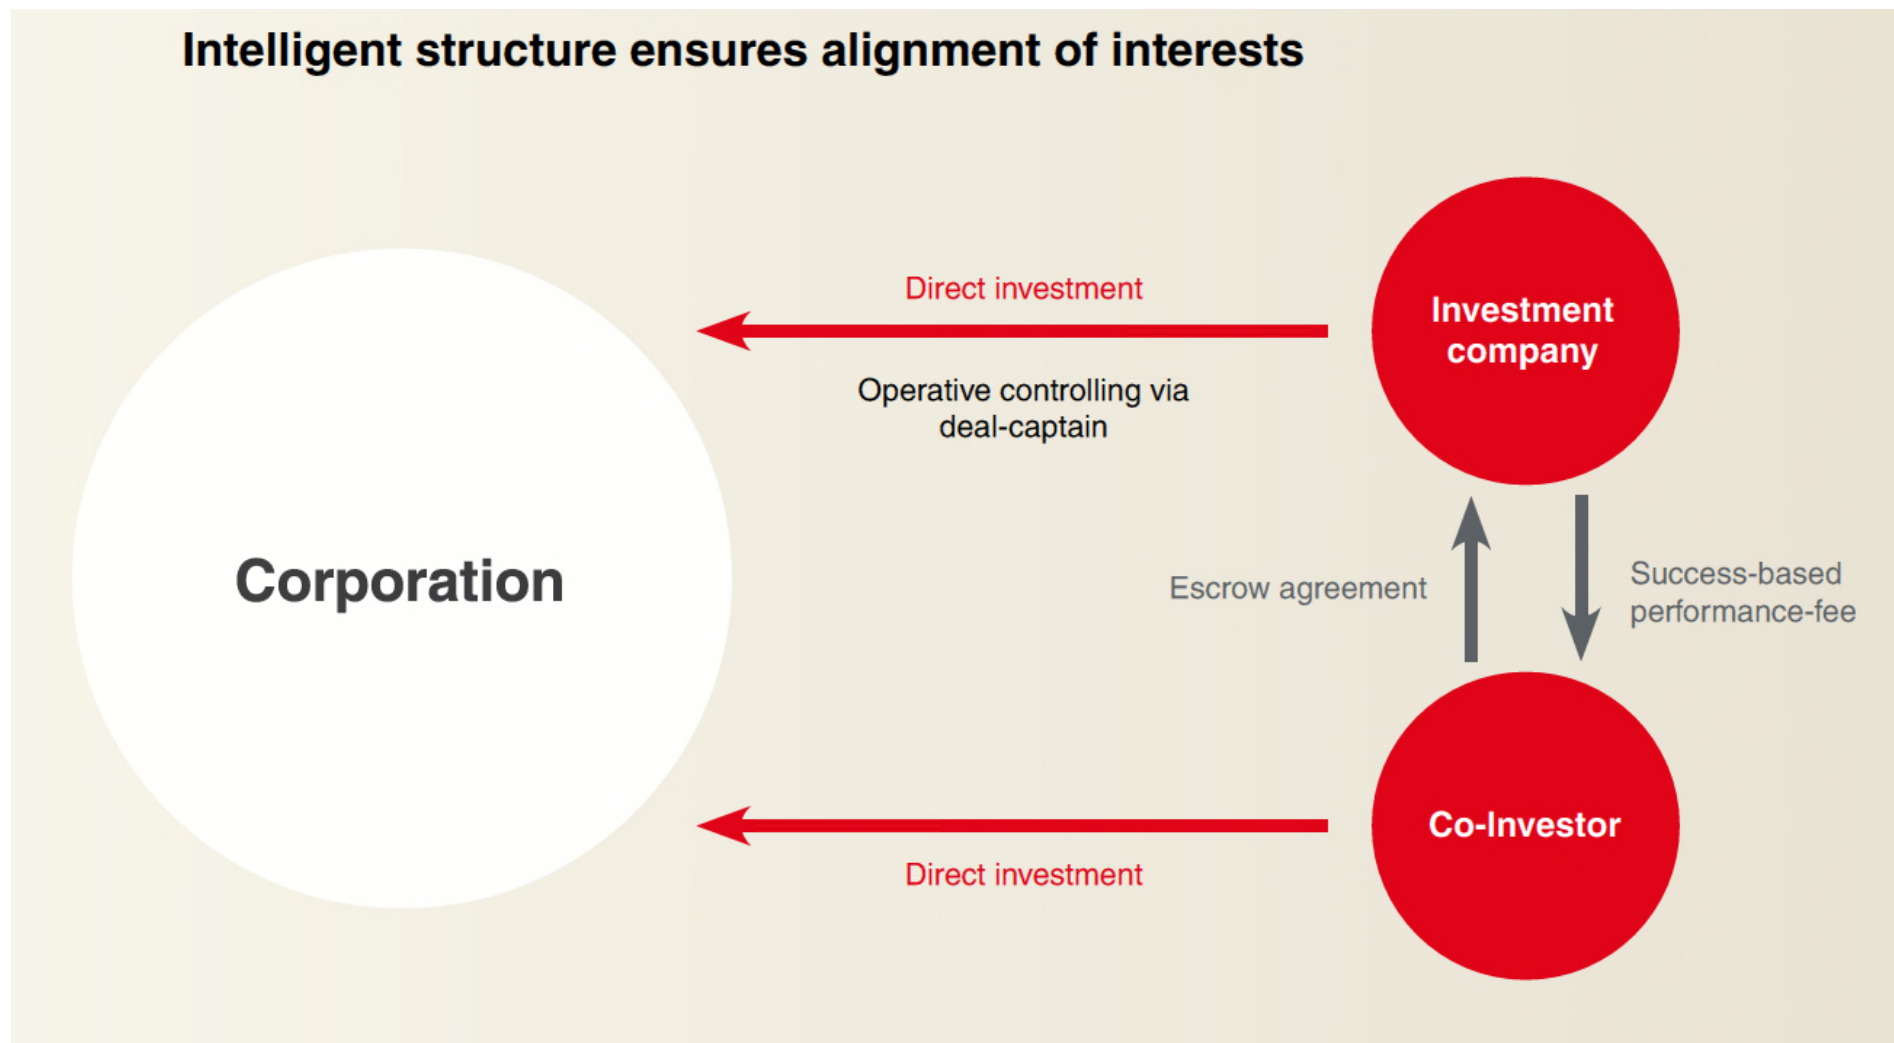 Intelligent structure ensures alignment of interests
Direct investment
Investment
company
Operative controlling via
deal-captain
Corporation
Escrow agreement
Success-based
performance-fee
Co-Investor
Direct investment